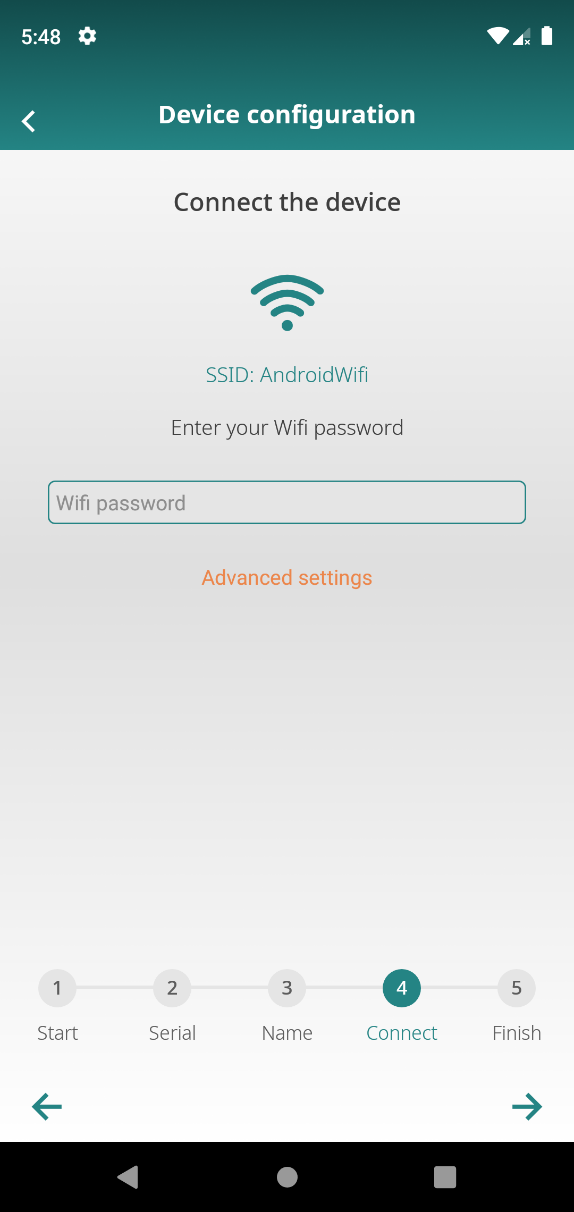 5:48
Device configuration
Connect the device
SSID: AndroidWifi
Enter your Wifi password
Wifi password
Advanced settings
1 2 3 4 5
Start Serial Name Connect Finish